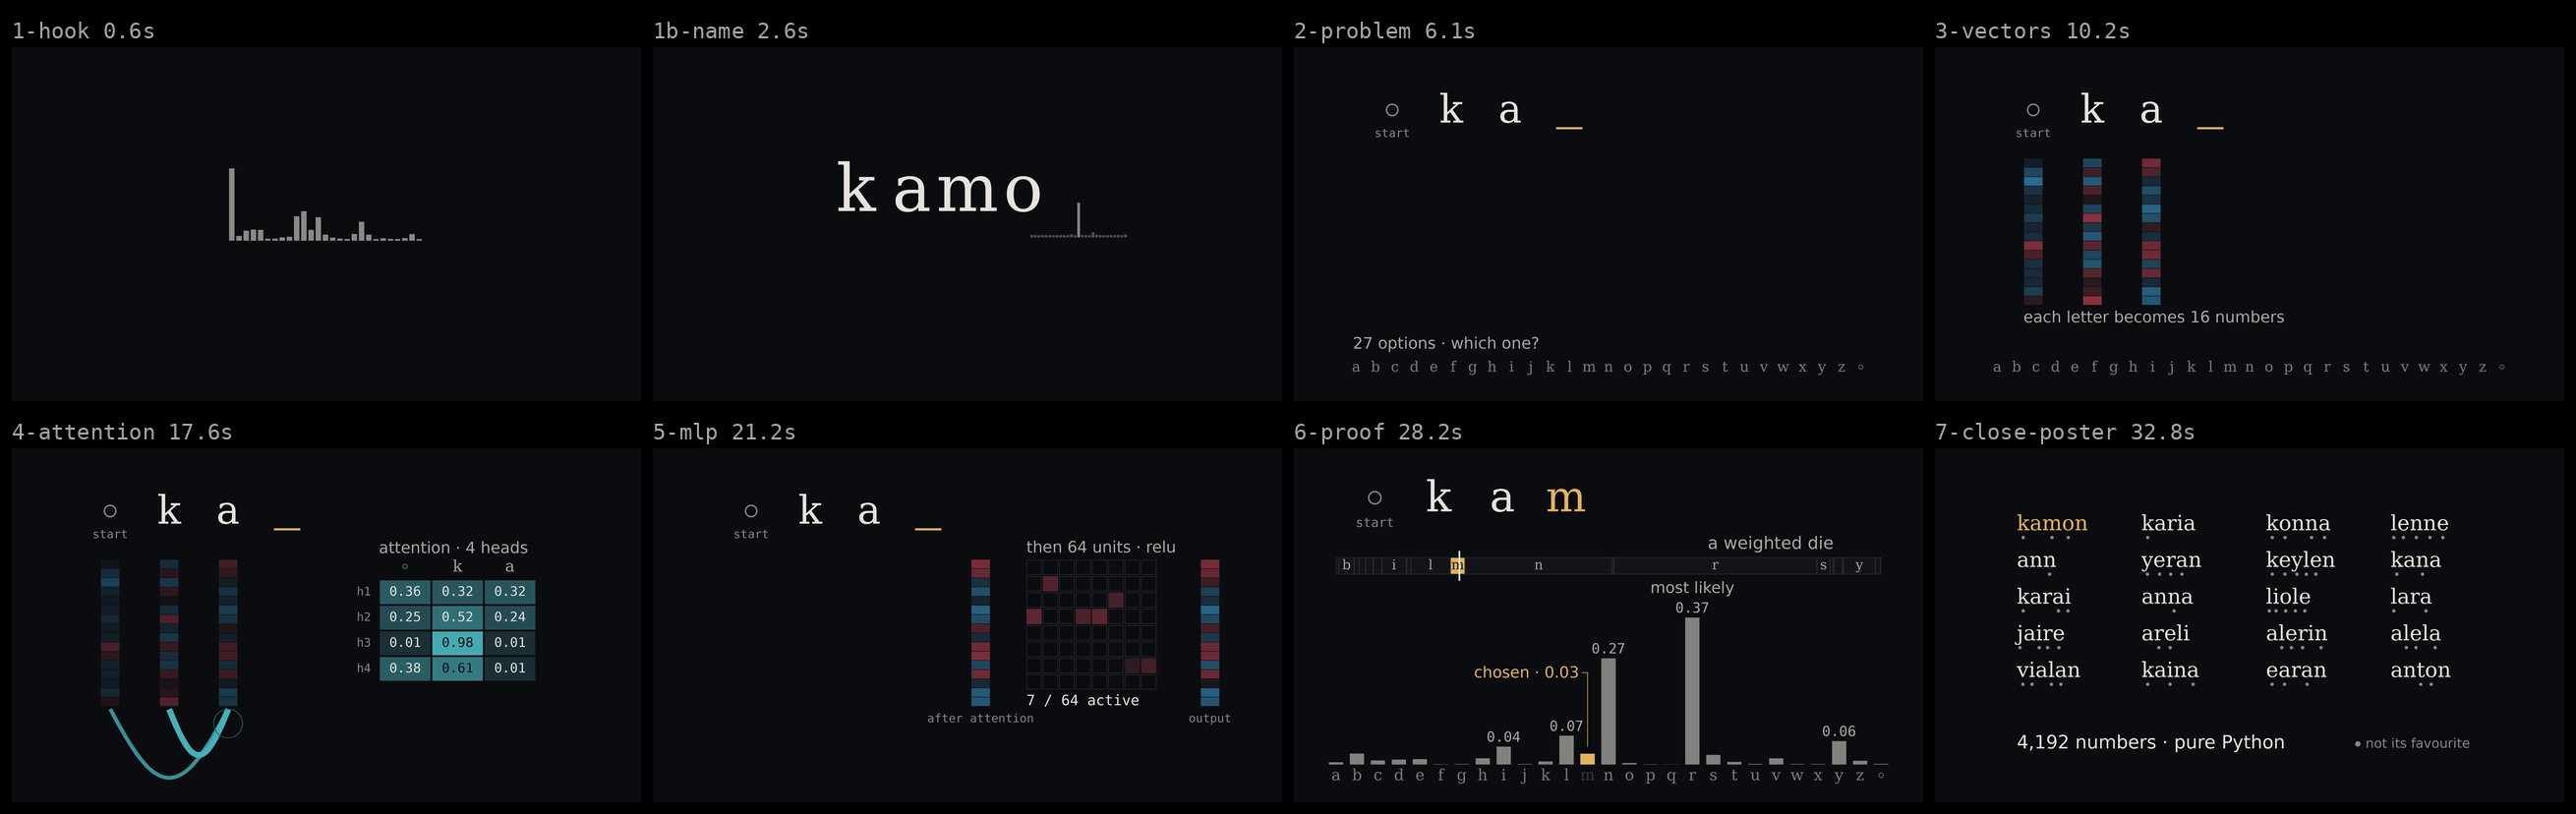 1-hook 0.6s
1b-name 2.6s
kamo
2-problem 6.1s
k a _
start
27 options · which one?
a b c d e f g h i j k l m n o p q r s t u v w x y z ◦
3-vectors 10.2s
k a _
start
each letter becomes 16 numbers
a b c d e f g h i j k l m n o p q r s t u v w x y z ◦
4-attention 17.6s
k a _
start
attention · 4 heads
◦ k a
h1 0.36 0.32 0.32
h2 0.25 0.52 0.24
h3 0.01 0.98 0.01
h4 0.38 0.61 0.01
5-mlp 21.2s
k a _
start
then 64 units · relu
7 / 64 active
after attention
output
6-proof 28.2s
k a m
start
a weighted die
b i l m n r s y
most likely
0.37
0.27
chosen · 0.03
0.07
0.06
0.04
a b c d e f g h i j k l m n o p q r s t u v w x y z ◦
7-close-poster 32.8s
kamon karia konna lenne
ann yeran keylen kana
karai anna liole lara
jaire areli alerin alela
vialan kaina earan anton
4,192 numbers · pure Python
• not its favourite